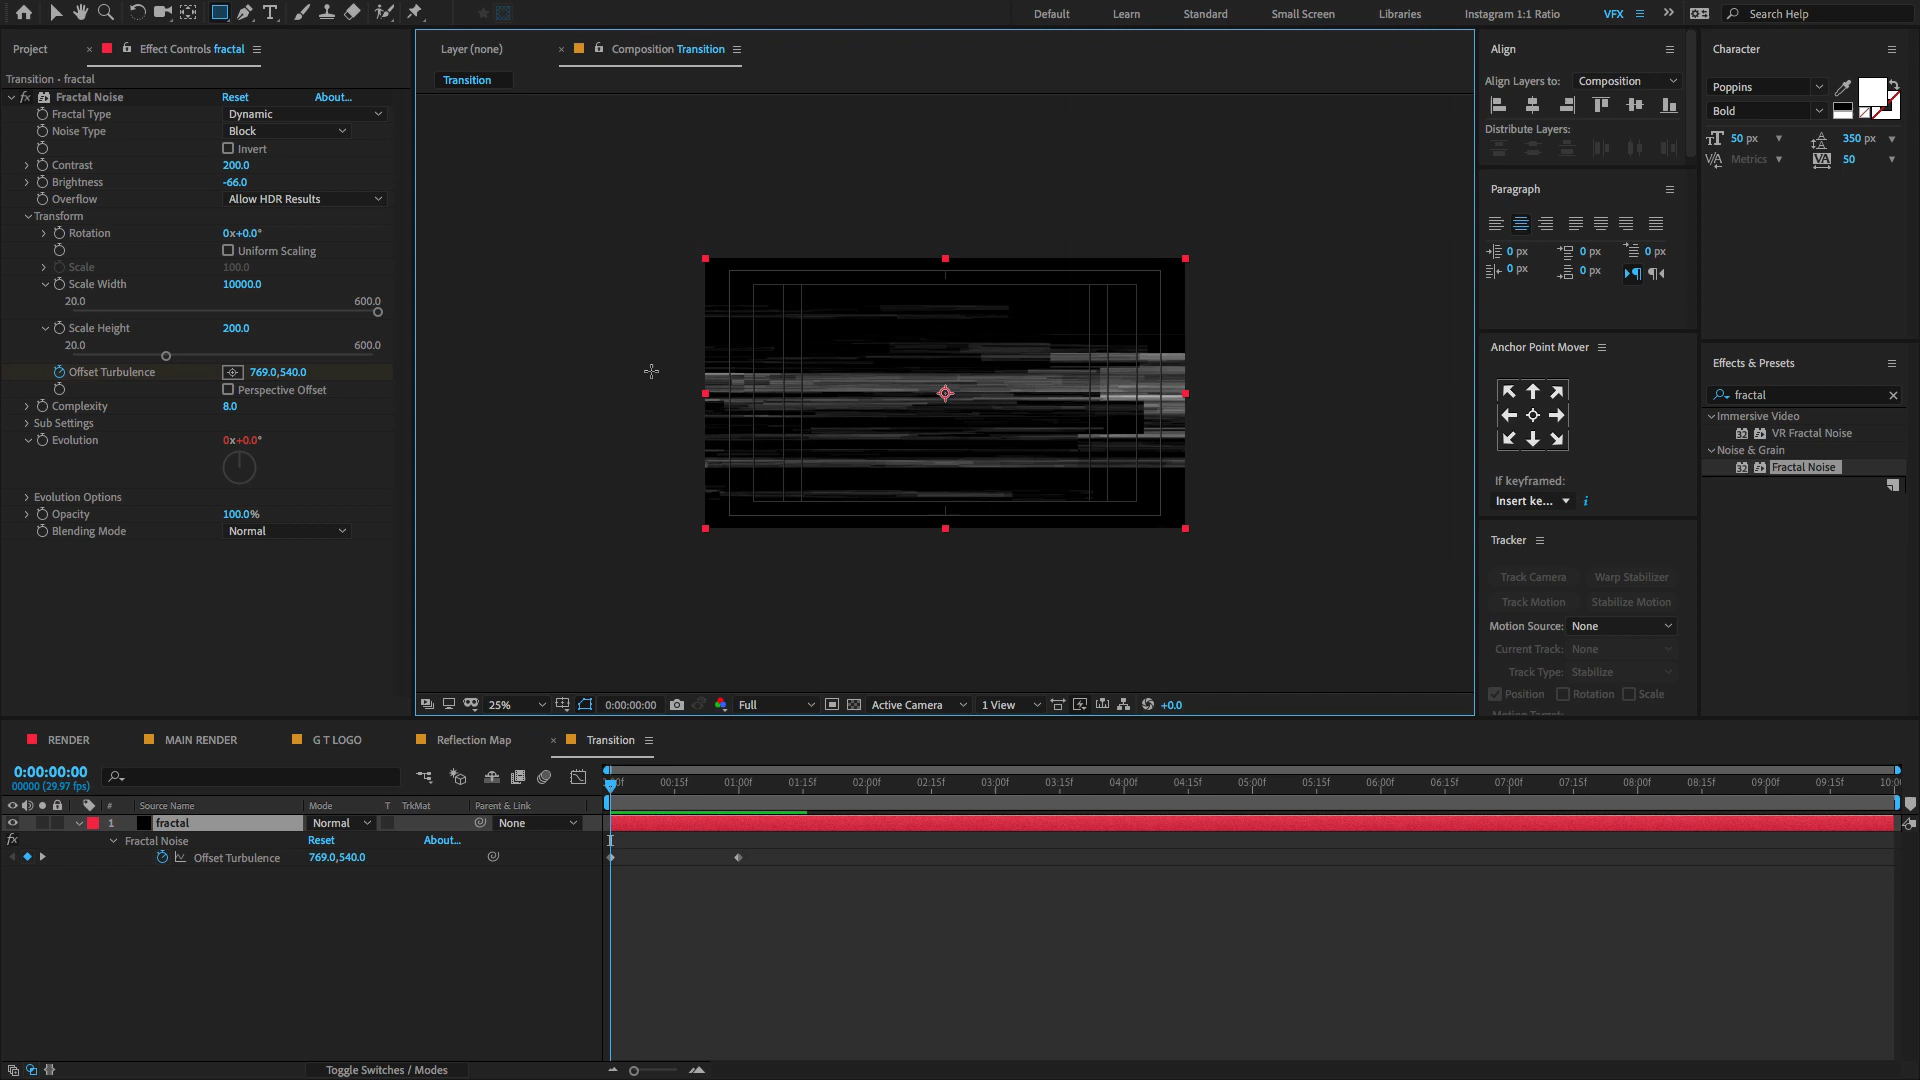 Default
Learn
Standard
Small Screen
Libraries
Instagram 1:1 Ratio
VFX
Search Help
Project
Effect Controls fractal
Transition • fractal
Fractal Noise Reset About...
Fractal Type Dynamic
Noise Type Block
Invert
Contrast 200.0
Brightness -66.0
Overflow Allow HDR Results
Transform
Rotation 0x+0.0°
Uniform Scaling
Scale 100.0
Scale Width 10000.0
20.0 600.0
Scale Height 200.0
20.0 600.0
Offset Turbulence 769.0,540.0
Perspective Offset
Complexity 8.0
Sub Settings
Evolution 0x+0.0°
Evolution Options
Opacity 100.0%
Blending Mode Normal
Layer (none)
Composition Transition
Transition
25% 0:00:00:00 Full Active Camera 1 View +0.0
Align
Align Layers to: Composition
Distribute Layers:
Paragraph
0 px 0 px 0 px
0 px 0 px
Anchor Point Mover
If keyframed:
Insert ke...
Tracker
Track Camera Warp Stabilizer
Track Motion Stabilize Motion
Motion Source: None
Current Track: None
Track Type: Stabilize
Position Rotation Scale
Character
Poppins
Bold
50 px 350 px
Metrics 50
Effects & Presets
fractal
Immersive Video
32 VR Fractal Noise
Noise & Grain
32 Fractal Noise
RENDER MAIN RENDER G T LOGO Reflection Map Transition
0:00:00:00
00000 (29.97 fps)
00:15f 01:00f 01:15f 02:00f 02:15f 03:00f 03:15f 04:00f 04:15f 05:00f 05:15f 06:00f 06:15f 07:00f 07:15f 08:00f 08:15f 09:00f 09:15f
# Source Name Mode T TrkMat Parent & Link
1 fractal Normal None
fx Fractal Noise Reset About...
Offset Turbulence 769.0,540.0
Toggle Switches / Modes